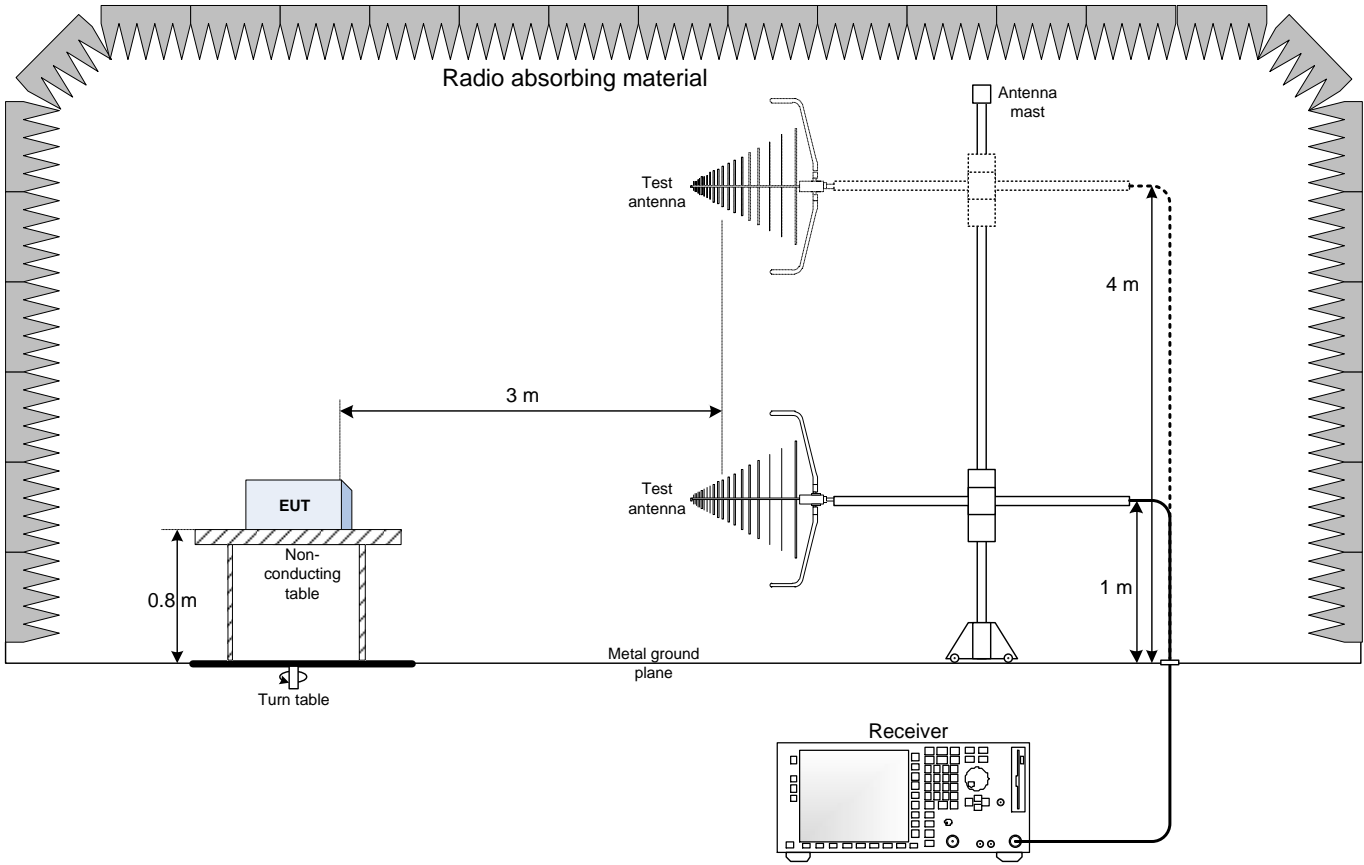 Radio absorbing material
Antenna
mast
Test
antenna
4 m
3 m
EUT
Test
antenna
Non-
conducting
table
0.8 m
1 m
Metal ground
plane
Turn table
Receiver